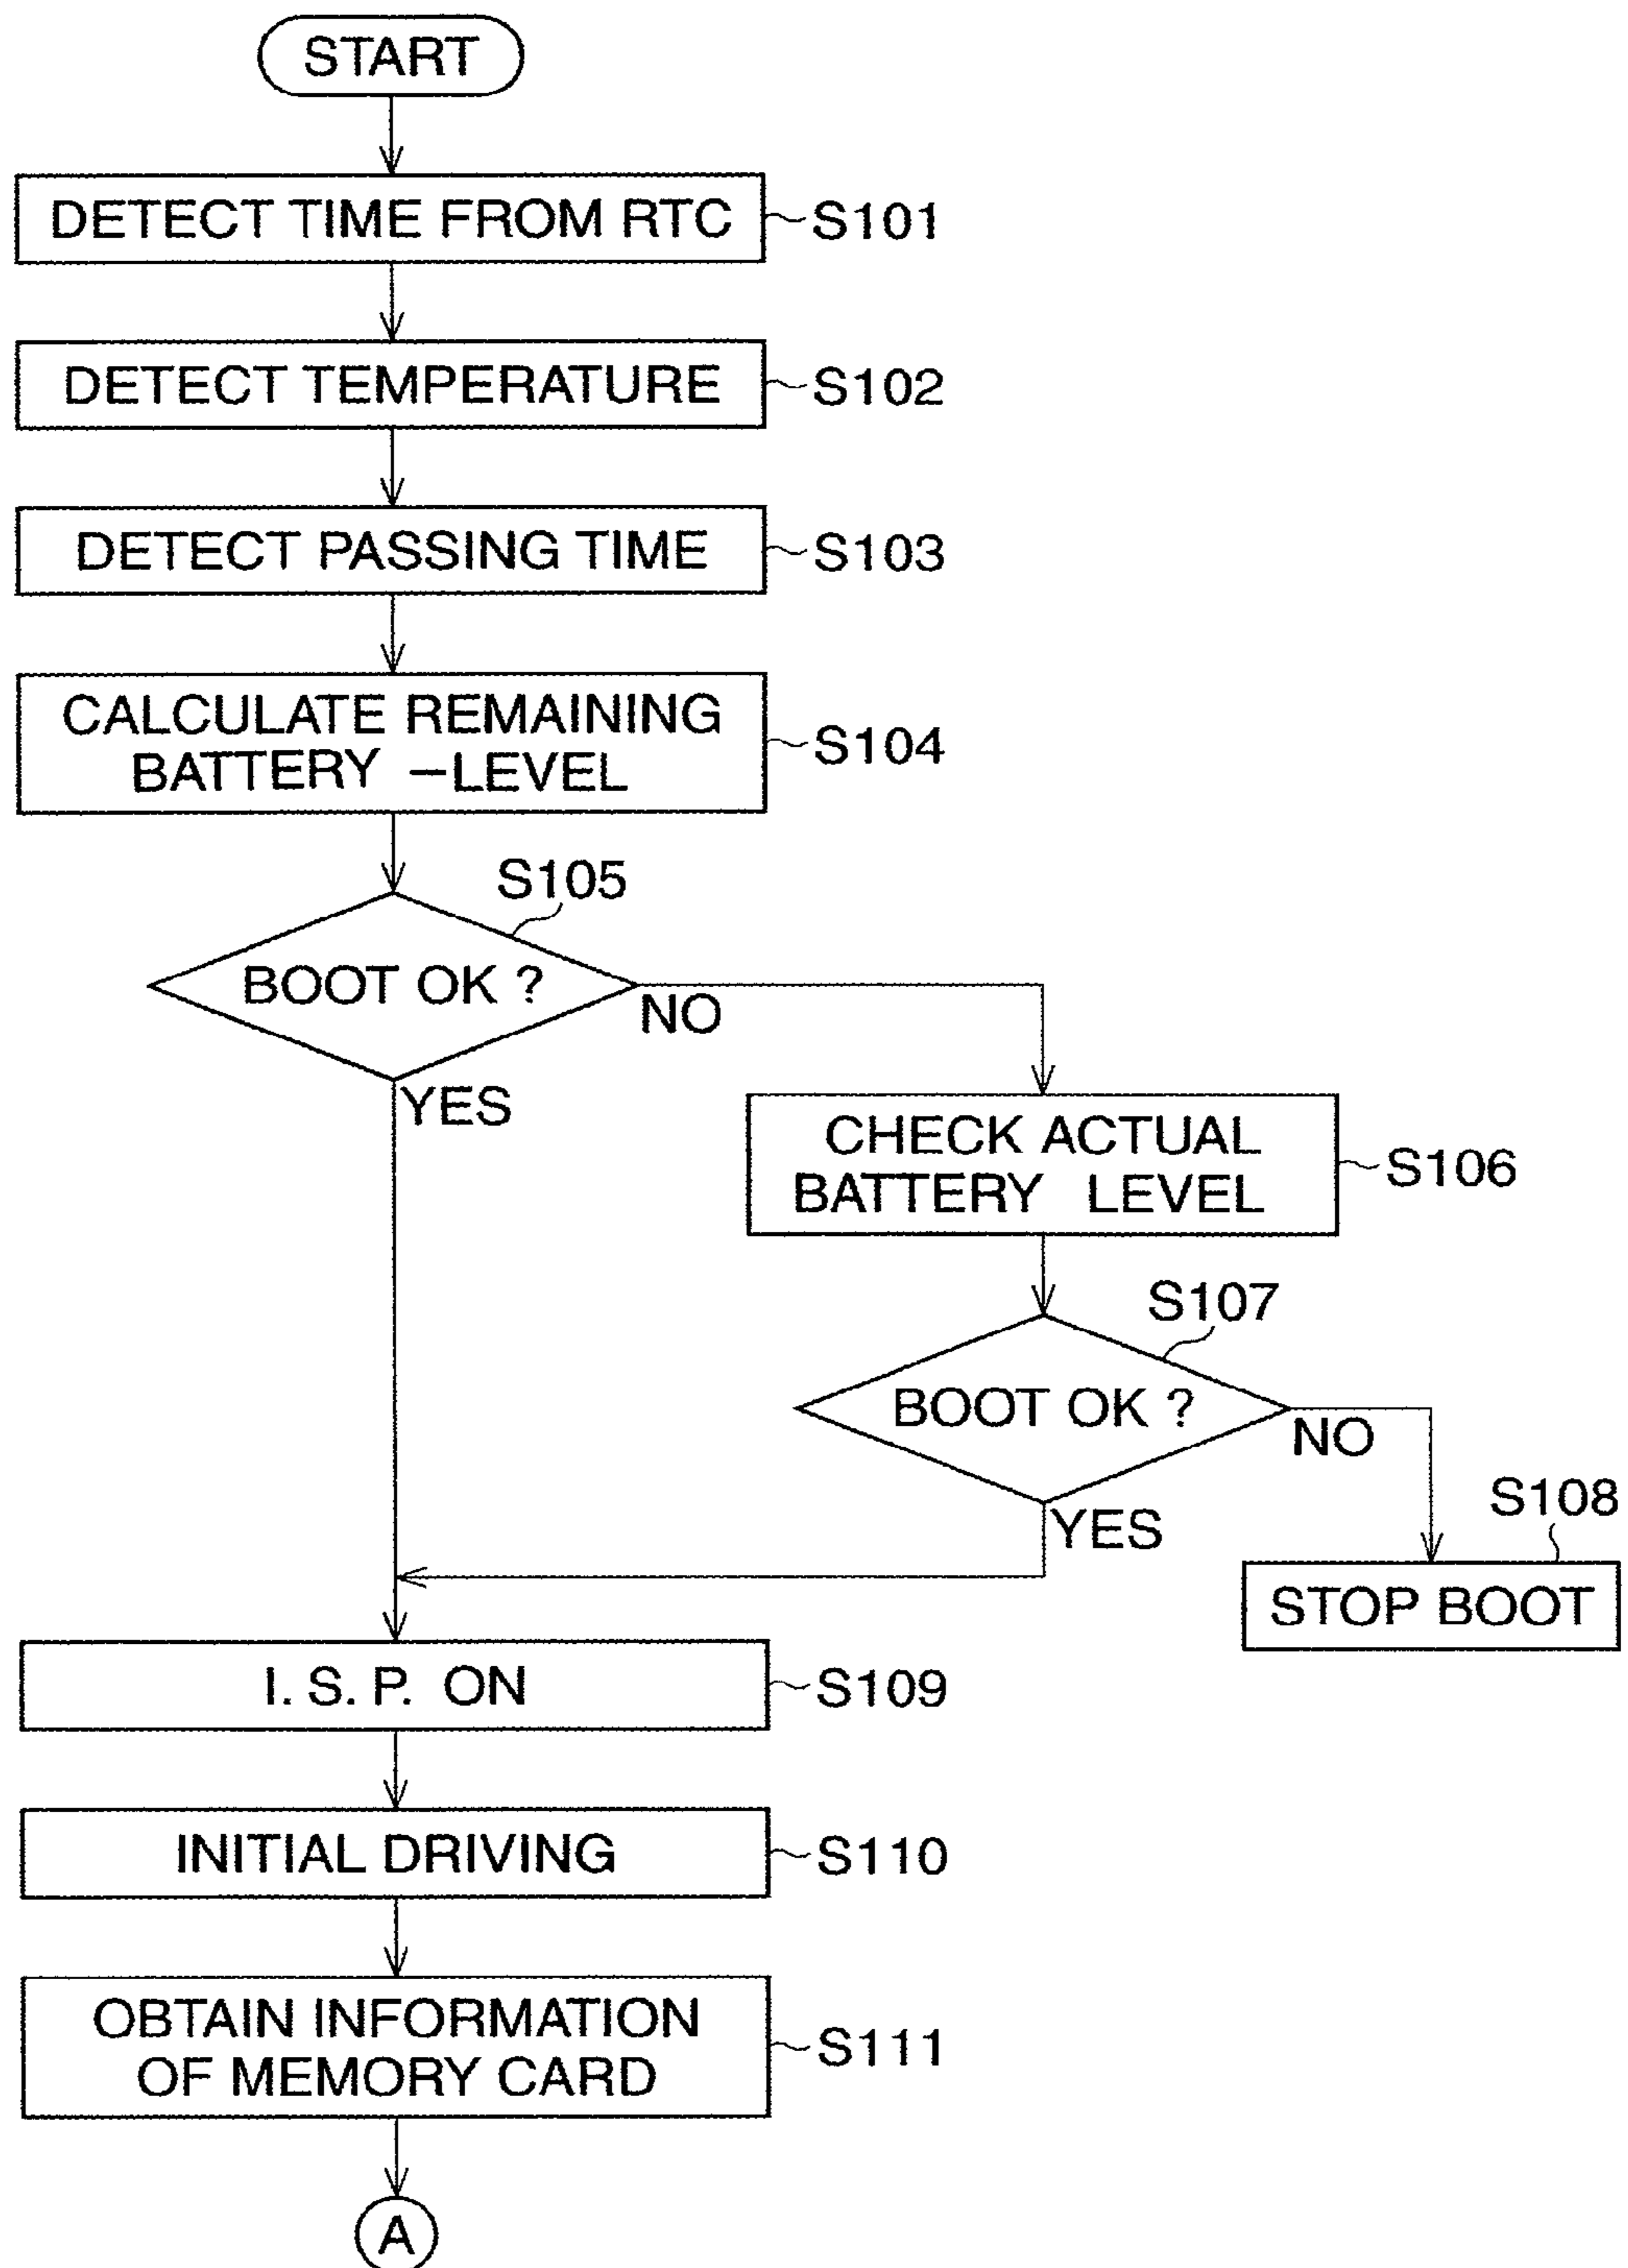 START
DETECT TIME FROM RTC
S101
DETECT TEMPERATURE
S102
DETECT PASSING TIME
S103
CALCULATE REMAINING
BATTERY -LEVEL
S104
S105
BOOT OK ?
NO
YES
CHECK ACTUAL
BATTERY LEVEL
S106
S107
BOOT OK ?
NO
YES
S108
STOP BOOT
I. S. P. ON
S109
INITIAL DRIVING
S110
OBTAIN INFORMATION
OF MEMORY CARD
S111
A